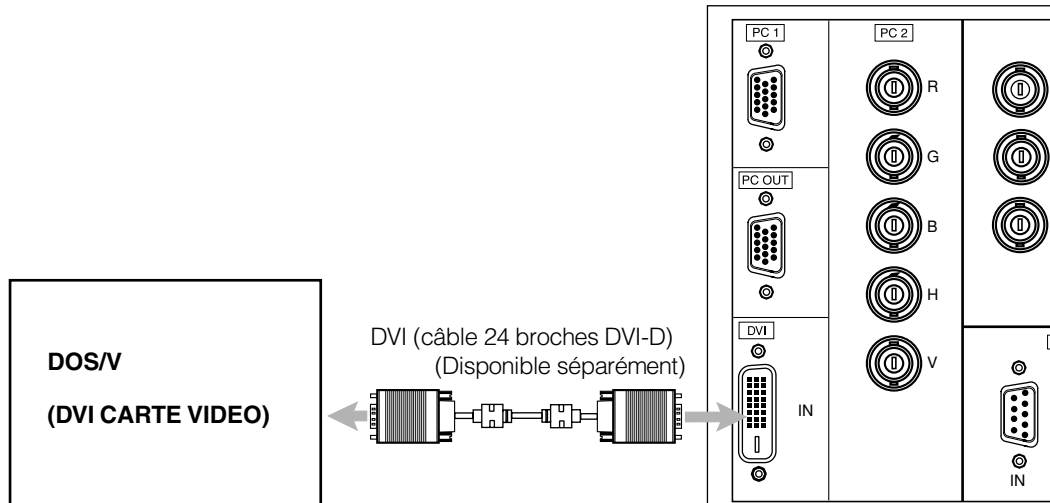 PC 1
PC 2
R
G
PC OUT
B
H
DVI
V
IN
IN
DVI (câble 24 broches DVI-D)
(Disponible séparément)
DOS/V
(DVI CARTE VIDEO)